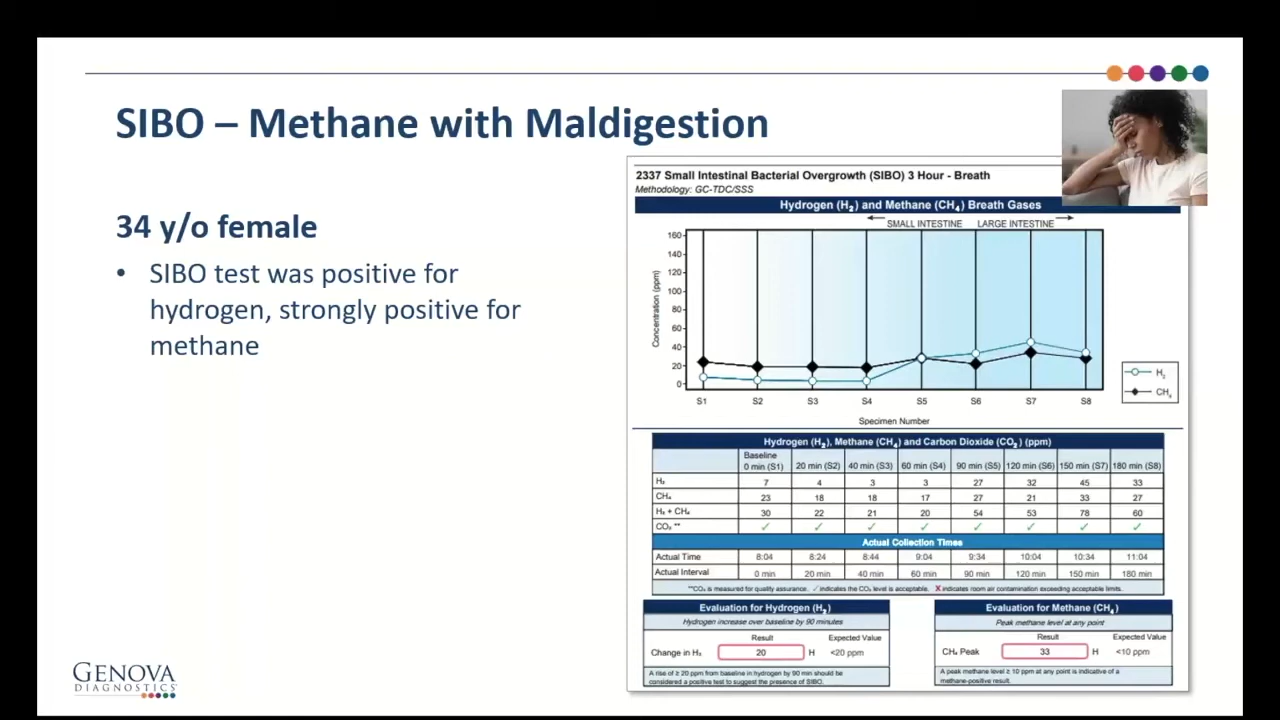 SIBO – Methane with Maldigestion
34 y/o female
• SIBO test was positive for
hydrogen, strongly positive for
methane
2337 Small Intestinal Bacterial Overgrowth (SIBO) 3 Hour - Breath
Methodology: GC-TDC/SSS
Hydrogen (H₂) and Methane (CH₄) Breath Gases
SMALL INTESTINE LARGE INTESTINE
160
140
120
100
80
60
40
20
0
Concentration (ppm)
S1 S2 S3 S4 S5 S6 S7 S8
Specimen Number
H₂
CH₄
Hydrogen (H₂), Methane (CH₄) and Carbon Dioxide (CO₂) (ppm)
Baseline
0 min (S1) 20 min (S2) 40 min (S3) 60 min (S4) 90 min (S5) 120 min (S6) 150 min (S7) 180 min (S8)
H₂ 7 4 3 3 27 32 45 33
CH₄ 23 18 18 17 27 21 33 27
H₂ + CH₄ 30 22 21 20 54 53 78 60
CO₂ ** ✓ ✓ ✓ ✓ ✓ ✓ ✓ ✓
Actual Collection Times
Actual Time 8:04 8:24 8:44 9:04 9:34 10:04 10:34 11:04
Actual Interval 0 min 20 min 40 min 60 min 90 min 120 min 150 min 180 min
**CO₂ is measured for quality assurance. ✓ indicates the CO₂ level is acceptable. X indicates room air contamination exceeding acceptable limits.
Evaluation for Hydrogen (H₂)
Hydrogen increase over baseline by 90 minutes
Result Expected Value
Change in H₂ 20 H <20 ppm
A rise of ≥ 20 ppm from baseline in hydrogen by 90 min should be
considered a positive test to suggest the presence of SIBO.
Evaluation for Methane (CH₄)
Peak methane level at any point
Result Expected Value
CH₄ Peak 33 H <10 ppm
A peak methane level ≥ 10 ppm at any point is indicative of a
methane-positive result.
GENOVA
DIAGNOSTICS